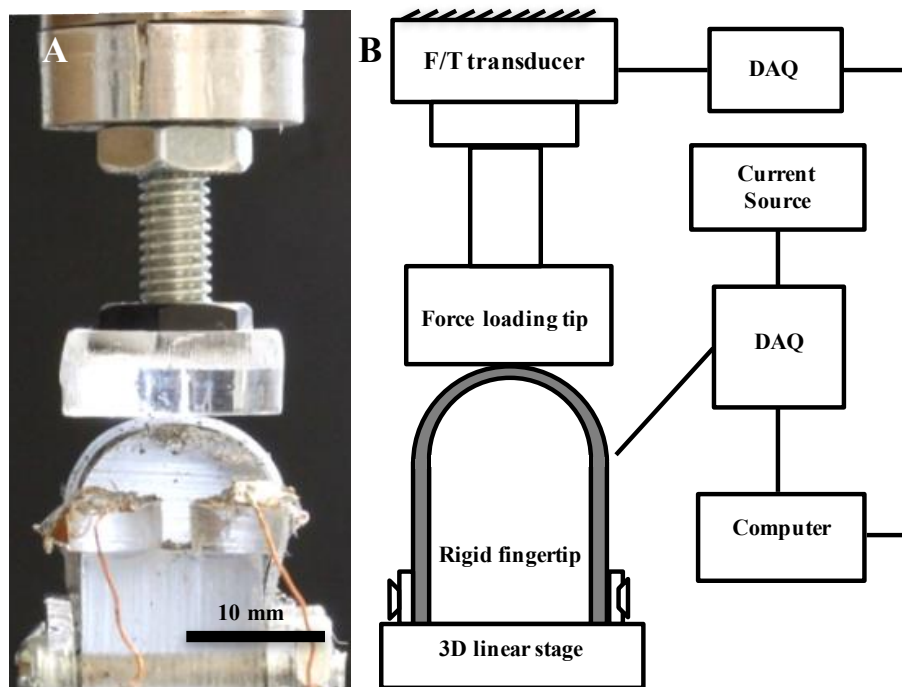 A
10 mm
B
F/T transducer
DAQ
Current
Source
Force loading tip
DAQ
Computer
Rigid fingertip
3D linear stage